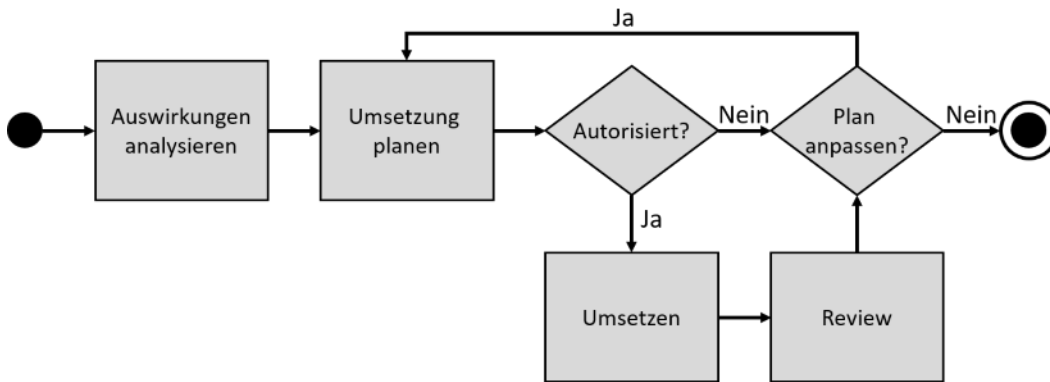 Ja
Auswirkungen
analysieren
Umsetzung
planen
Autorisiert?
Nein
Plan
anpassen?
Nein
Ja
Umsetzen
Review